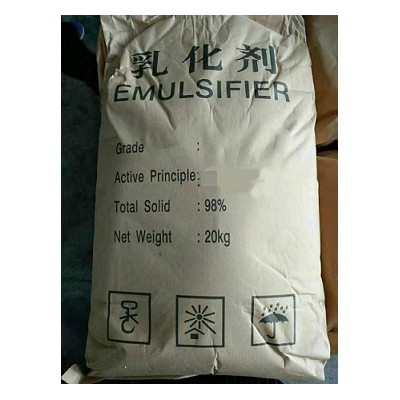 乳化剂
EMULSIFIER
Grade :
Active Principle:
:
Total Solid : 98%
Net Weight : 20kg